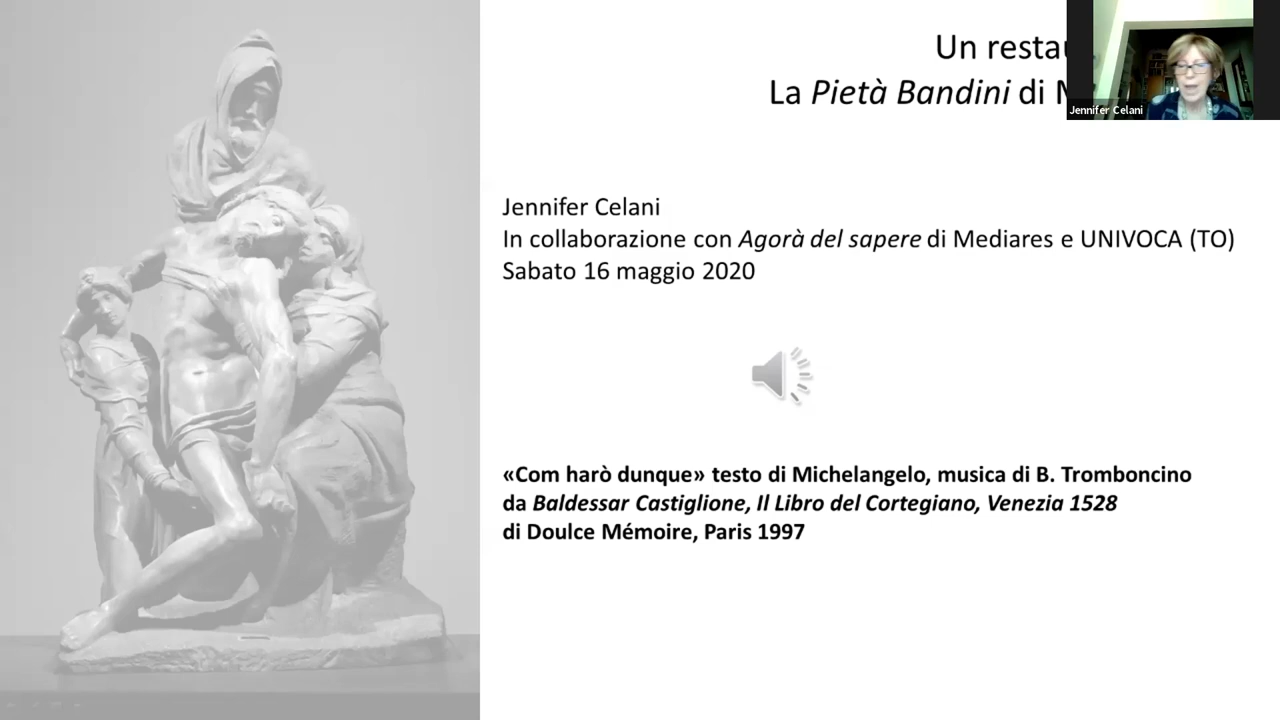 Un
La Pietà Bandini di
Jennifer Celani
Jennifer Celani
In collaborazione con Agorà del sapere di Mediares e UNIVOCA (TO)
Sabato 16 maggio 2020
«Com harò dunque» testo di Michelangelo, musica di B. Tromboncino
da Baldessar Castiglione, Il Libro del Cortegiano, Venezia 1528
di Doulce Mémoire, Paris 1997